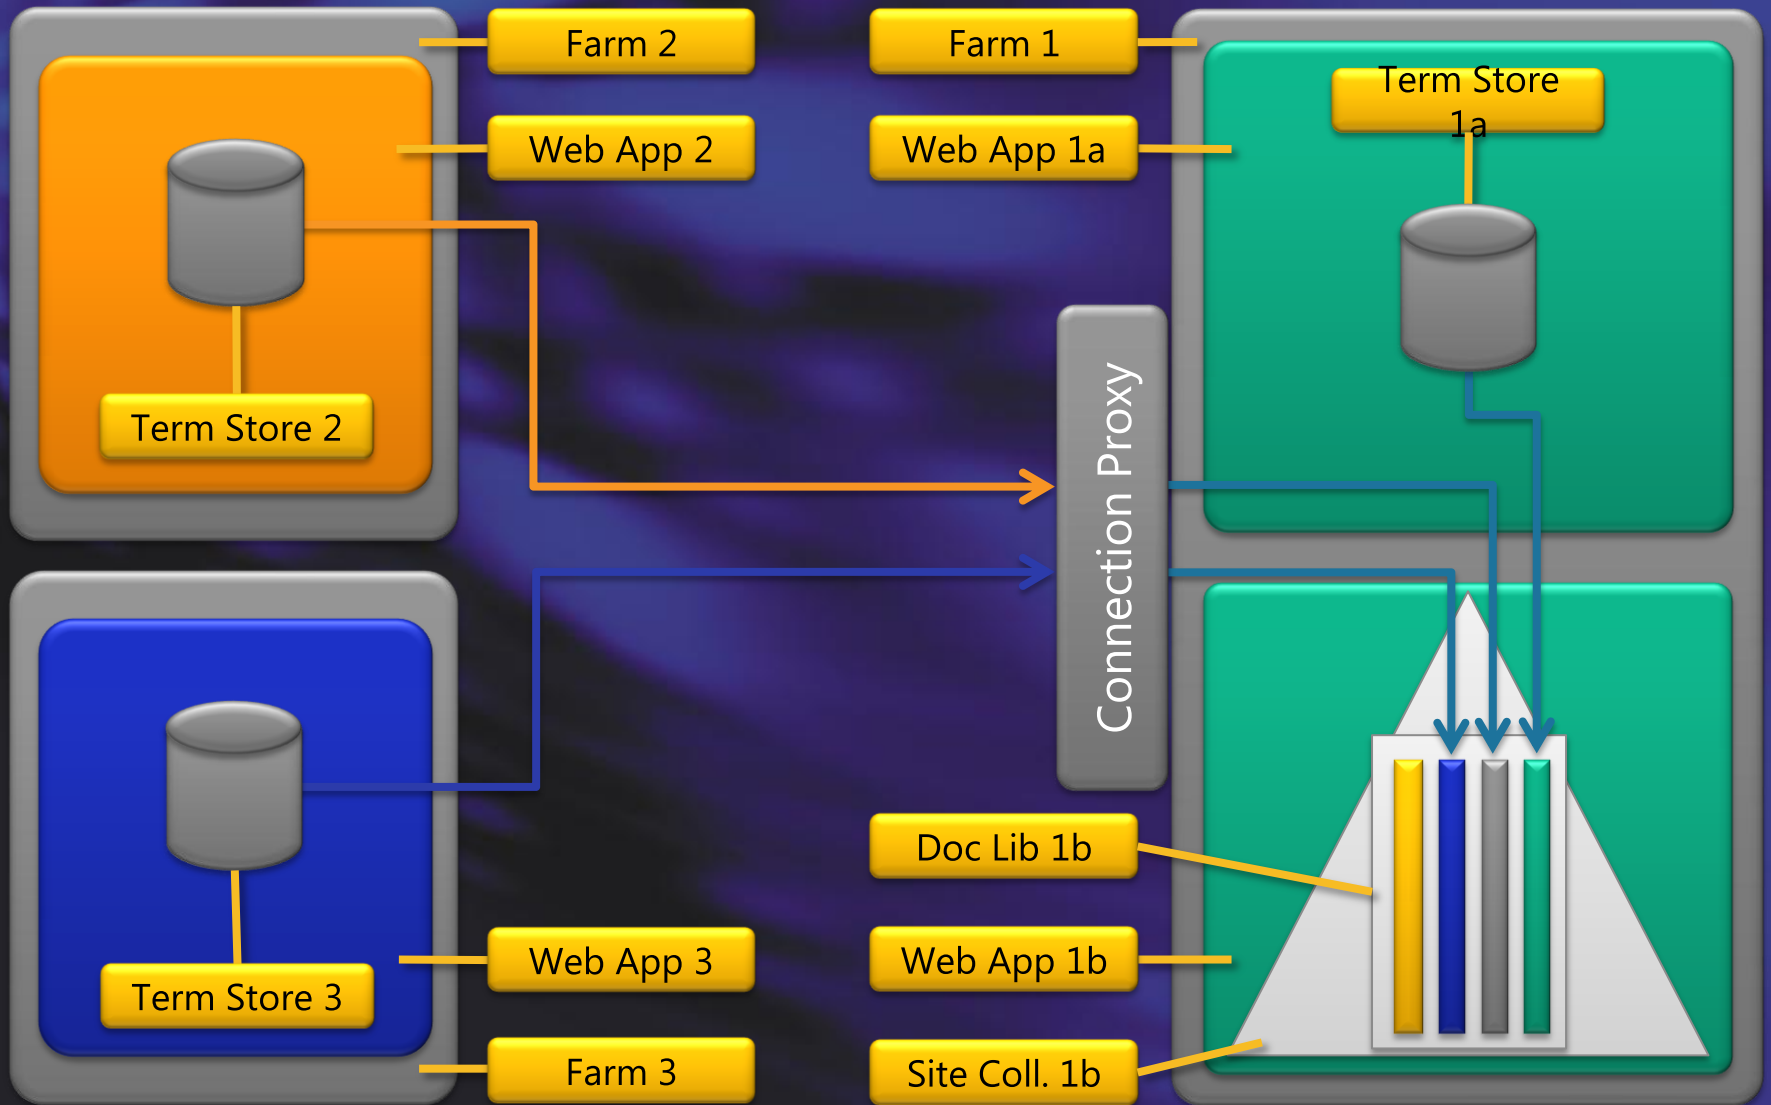 Farm 2
Farm 1
Term Store
1a
Web App 2
Web App 1a
Term Store 2
Connection Proxy
Doc Lib 1b
Web App 3
Web App 1b
Term Store 3
Farm 3
Site Coll. 1b